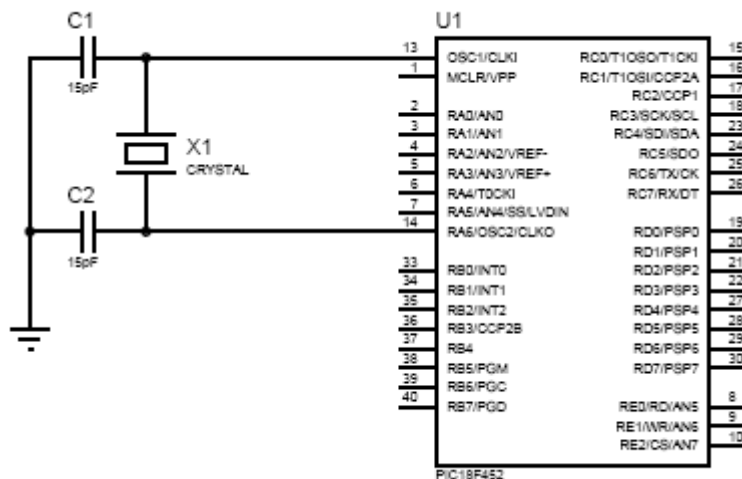 C1
15pF
X1
CRYSTAL
C2
15pF
U1
13 OSC1/CLKI
1 MCLR/VPP
2 RA0/AN0
3 RA1/AN1
4 RA2/AN2/VREF-
5 RA3/AN3/VREF+
6 RA4/T0CKI
7 RA5/AN4/SS/LVDIN
14 RA6/OSC2/CLKO
33 RB0/INT0
34 RB1/INT1
35 RB2/INT2
36 RB3/CCP2B
37 RB4
38 RB5/PGM
39 RB6/PGC
40 RB7/PGD
RC0/T1OSO/T1CKI 15
RC1/T1OSI/CCP2A 16
RC2/CCP1 17
RC3/SCK/SCL 18
RC4/SDI/SDA 23
RC5/SDO 24
RC6/TX/CK 25
RC7/RX/DT 26
RD0/PSP0 19
RD1/PSP1 20
RD2/PSP2 21
RD3/PSP3 22
RD4/PSP4 27
RD5/PSP5 28
RD6/PSP6 29
RD7/PSP7 30
RE0/RD/AN5 8
RE1/WR/AN6 9
RE2/CS/AN7 10
PIC18F452